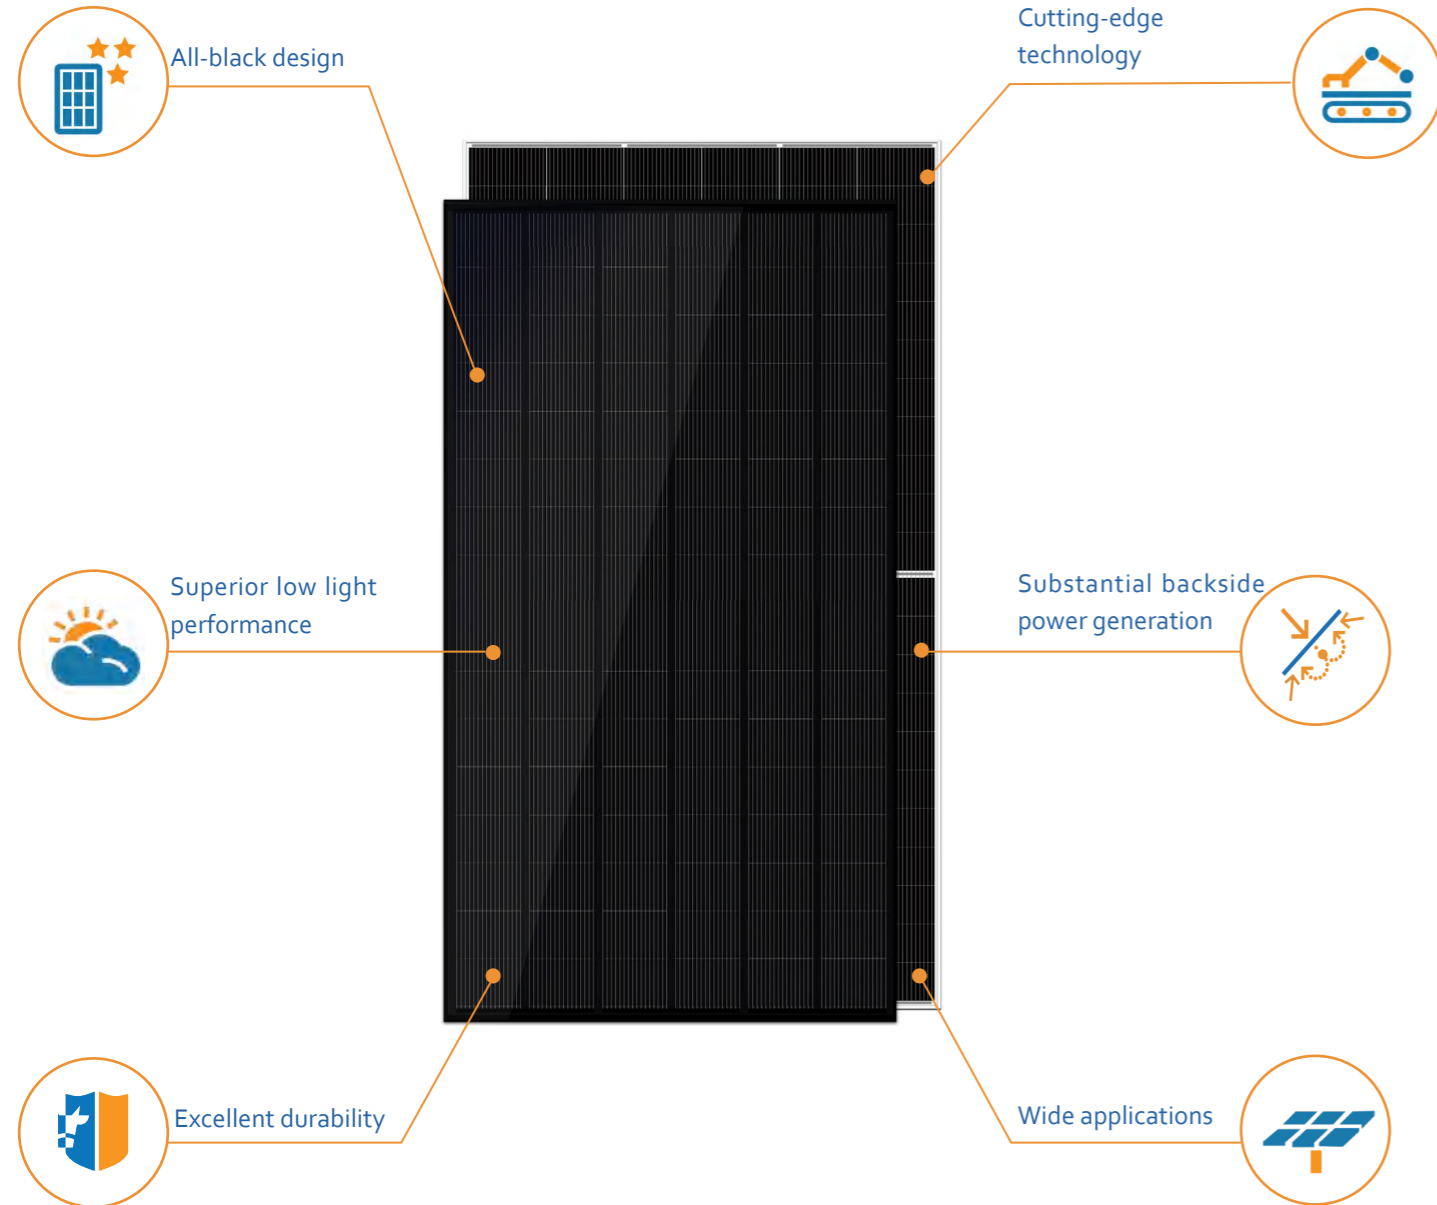 All-black design
Cutting-edge
technology
Superior low light
performance
Substantial backside
power generation
Excellent durability
Wide applications